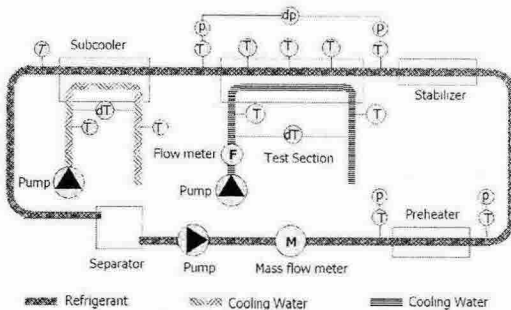 dp
p p
T Subcooler T T T T T
Stabilizer
dT T T
T T dT
Flow meter F Test Section
Pump Pump p p
T Preheater T
M
Separator Pump Mass flow meter
Refrigerant Cooling Water Cooling Water